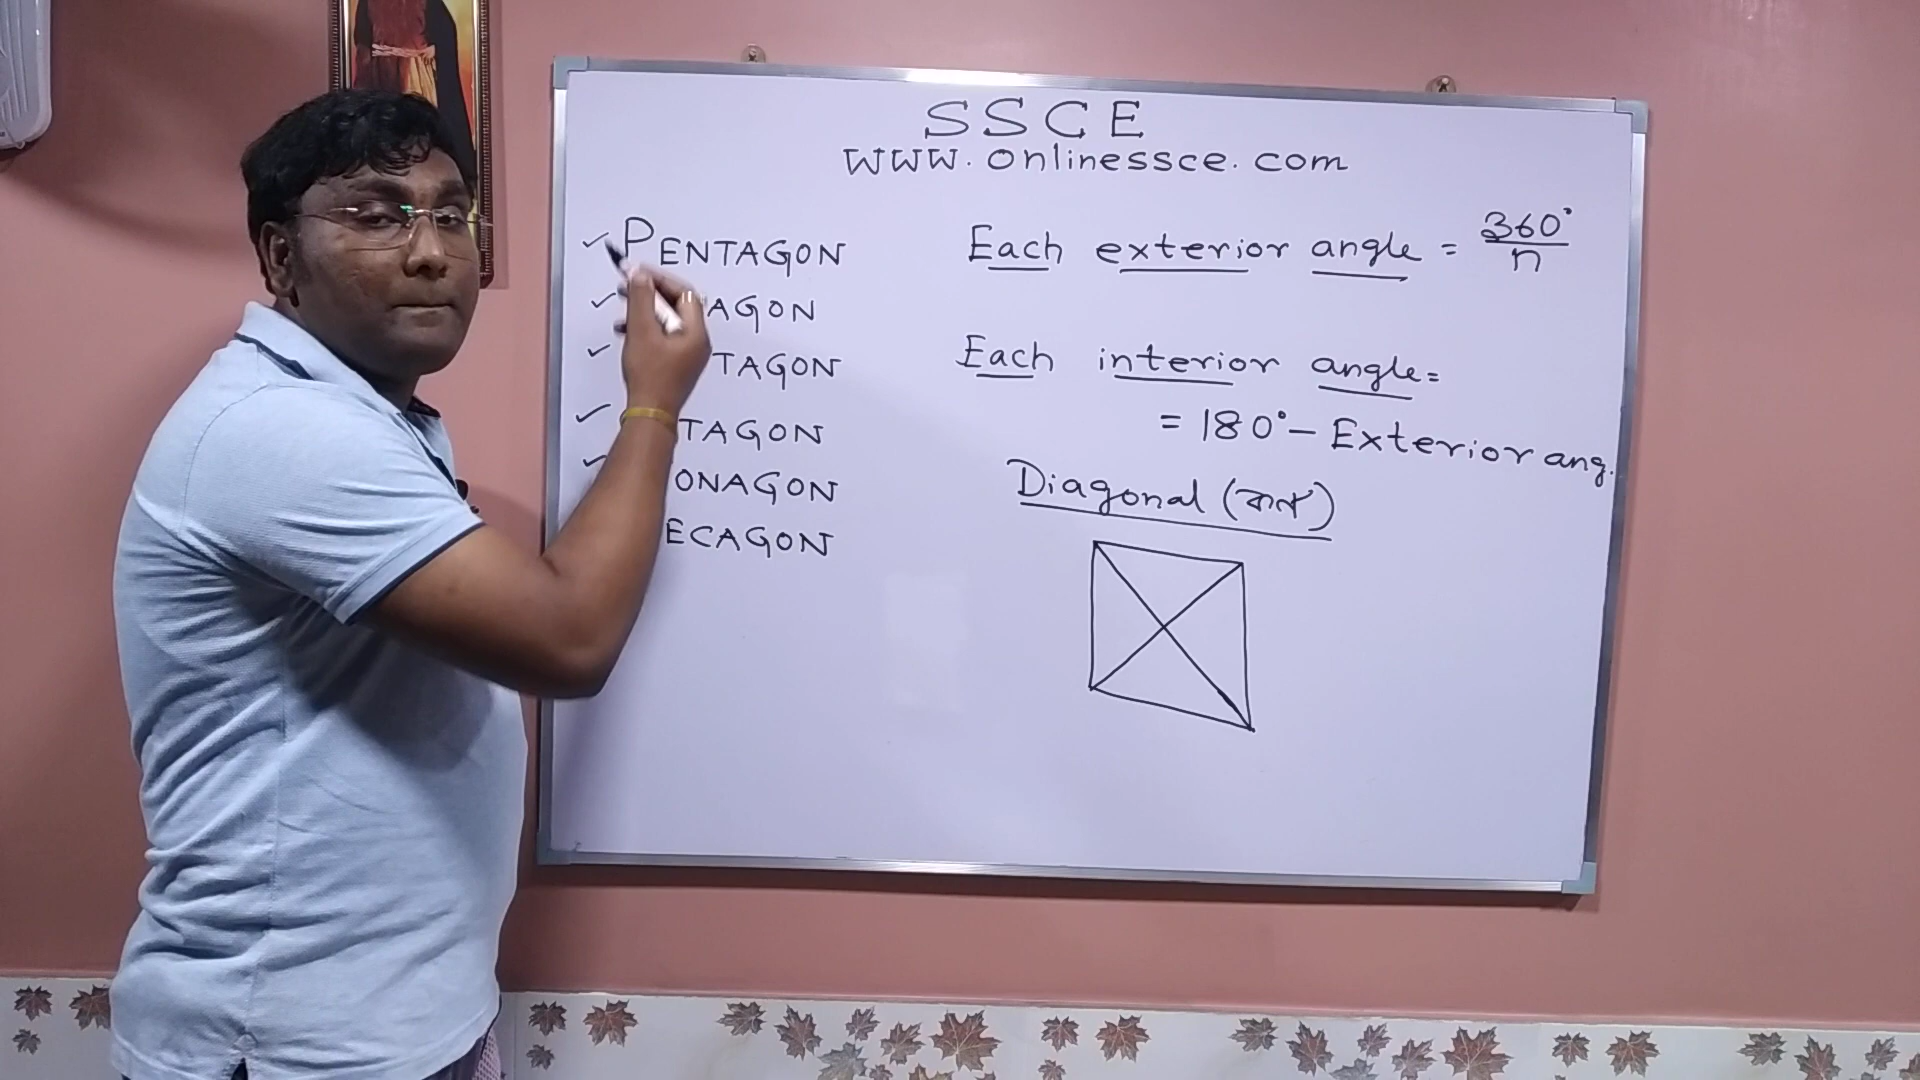 SSCE
www.onlinessce.com
PENTAGON
AGON
TAGON
TAGON
ONAGON
ECAGON
Each exterior angle = 360°/n
Each interior angle =
= 180° - Exterior ang.
Diagonal (কর্ণ)